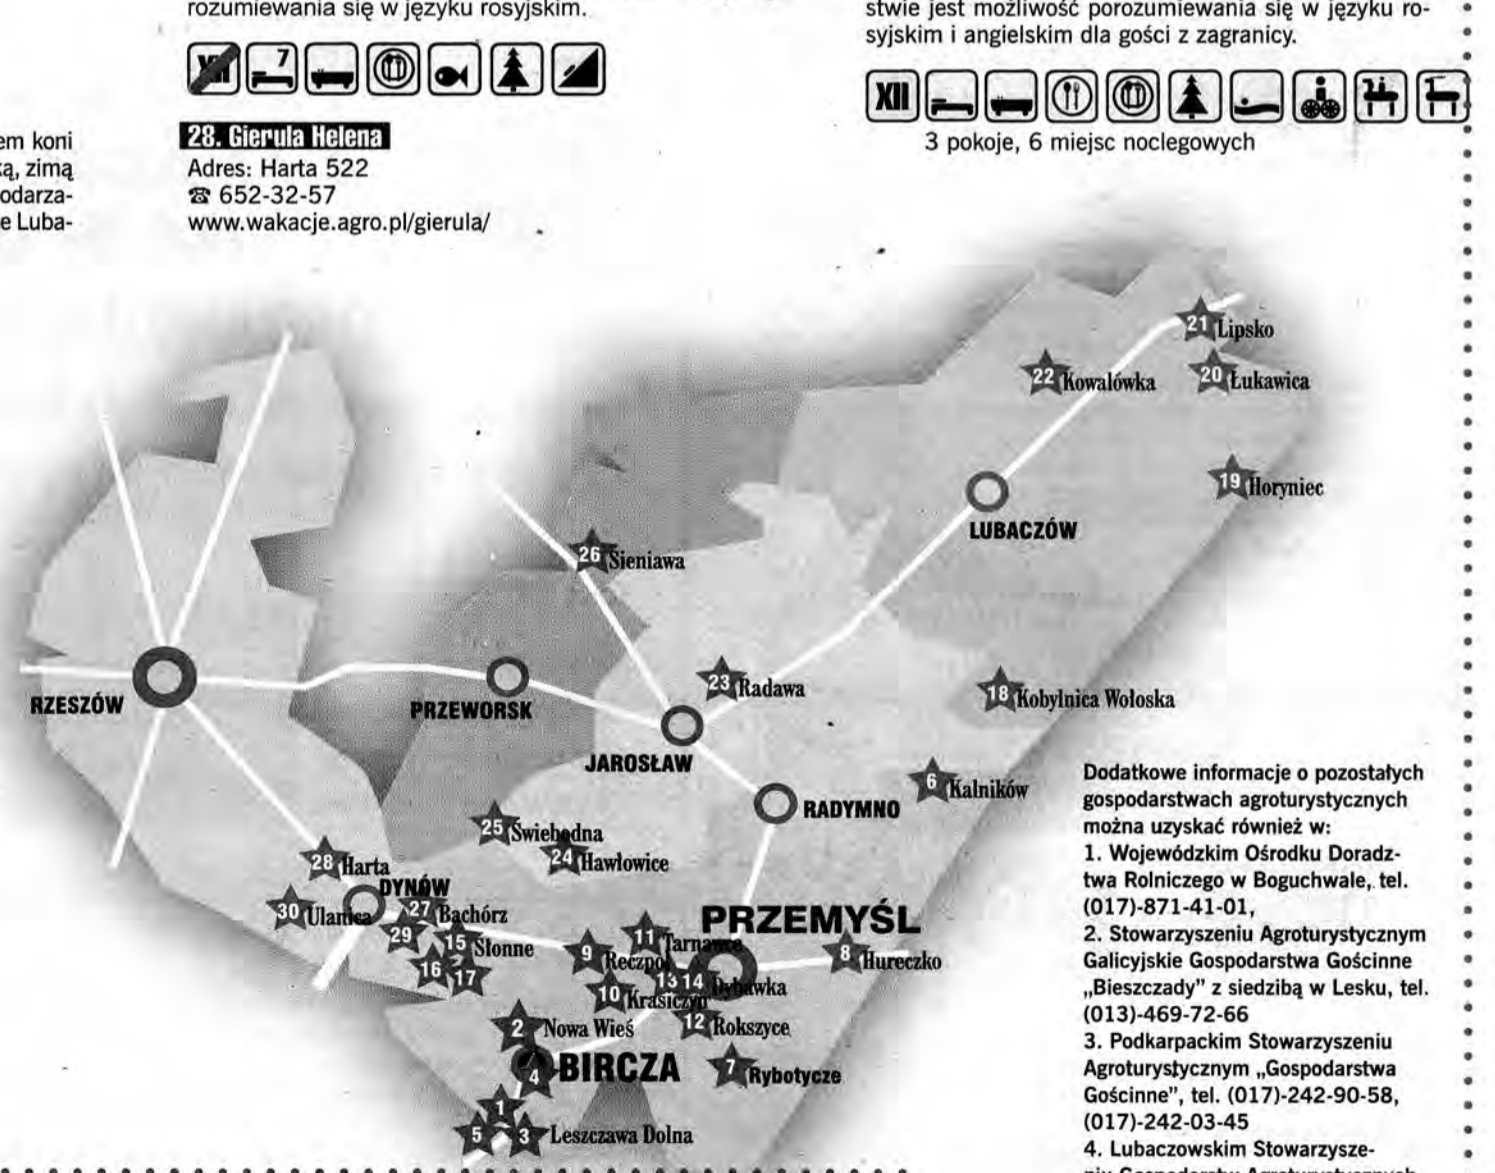 rozumiewania się w języku rosyjskim.
7
28. Gierula Helena
Adres: Harta 522
☎ 652-32-57
www.wakacje.agro.pl/gierula/
em koni
ką, zimą
odarza-
e Luba-
stwie jest możliwość porozumiewania się w języku ro-
syjskim i angielskim dla gości z zagranicy.
XII
3 pokoje, 6 miejsc noclegowych
21 Lipsko
22 Kowalówka
20 Łukawica
19 Horyniec
LUBACZÓW
26 Sieniawa
23 Radawa
18 Kobylnica Wołoska
RZESZÓW
PRZEWORSK
JAROSŁAW
6 Kalników
RADYMNO
25 Świebodna
24 Hawłowice
28 Harta
DYNÓW
30 Ulanica
27 Bachórz
29
15 Słonne
16
17
PRZEMYŚL
11 Tarnawce
9 Reczpol
8 Hureczko
13 14 Dybawka
10 Krasiczyn
12 Rokszyce
2 Nowa Wieś
4 BIRCZA
7 Rybotycze
1
5
3 Leszczawa Dolna
Dodatkowe informacje o pozostałych
gospodarstwach agroturystycznych
można uzyskać również w:
1. Wojewódzkim Ośrodku Doradz-
twa Rolniczego w Boguchwale, tel.
(017)-871-41-01,
2. Stowarzyszeniu Agroturystycznym
Galicyjskie Gospodarstwa Gościnne
„Bieszczady” z siedzibą w Lesku, tel.
(013)-469-72-66
3. Podkarpackim Stowarzyszeniu
Agroturystycznym „Gospodarstwa
Gościnne”, tel. (017)-242-90-58,
(017)-242-03-45
4. Lubaczowskim Stowarzysze-
niu Gospodarstw Agroturystycznych